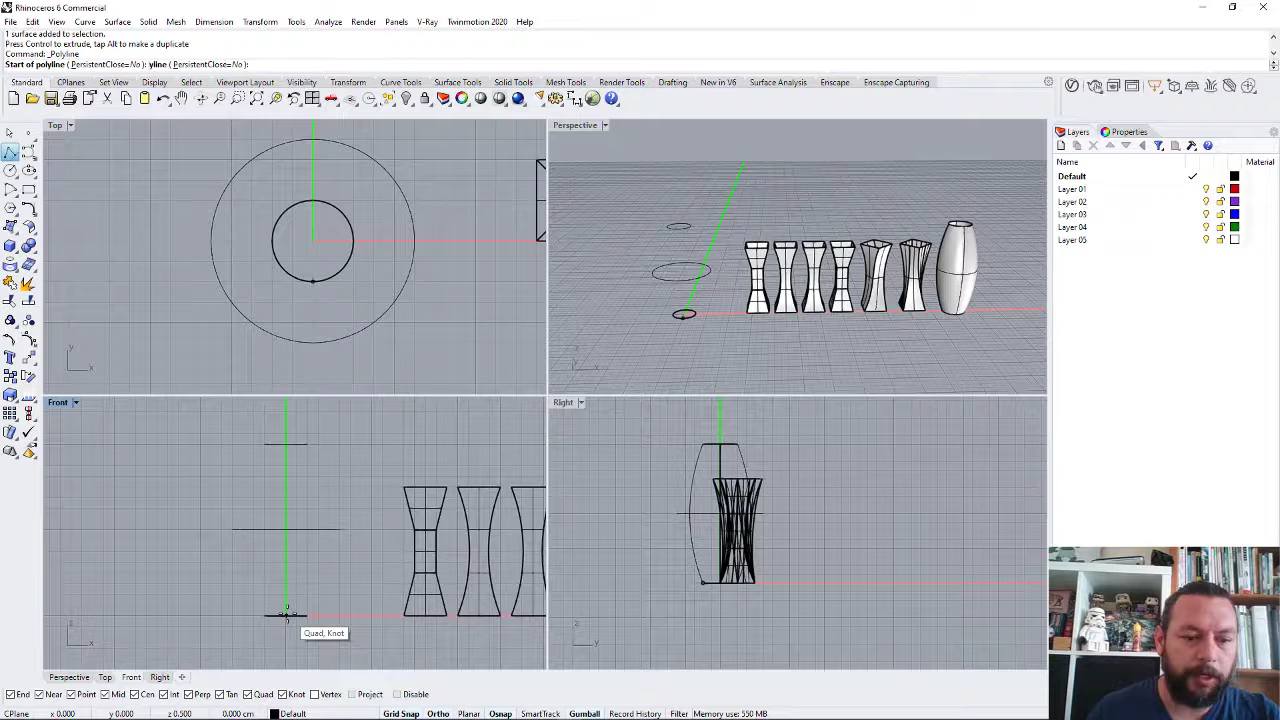 Rhinoceros 6 Commercial
File Edit View Curve Surface Solid Mesh Dimension Transform Tools Analyze Render Panels V-Ray Twinmotion 2020 Help
1 surface added to selection.
Press Control to extrude, tap Alt to make a duplicate
Command: _Polyline
Start of polyline ( PersistentClose=No ): yline ( PersistentClose=No ):
Standard CPlanes Set View Display Select Viewport Layout Visibility Transform Curve Tools Surface Tools Solid Tools Mesh Tools Render Tools Drafting New in V6 Surface Analysis Enscape Enscape Capturing
Top
Perspective
Layers Properties
Name Material
Default
Layer 01
Layer 02
Layer 03
Layer 04
Layer 05
y
x
z
x
Front
Right
Quad, Knot
z
x
z
y
Perspective Top Front Right
End Near Point Mid Cen Int Perp Tan Quad Knot Vertex Project Disable
CPlane x 0.000 y 0.000 z 0.500 0.000 cm Default Grid Snap Ortho Planar Osnap SmartTrack Gumball Record History Filter Memory use: 550 MB